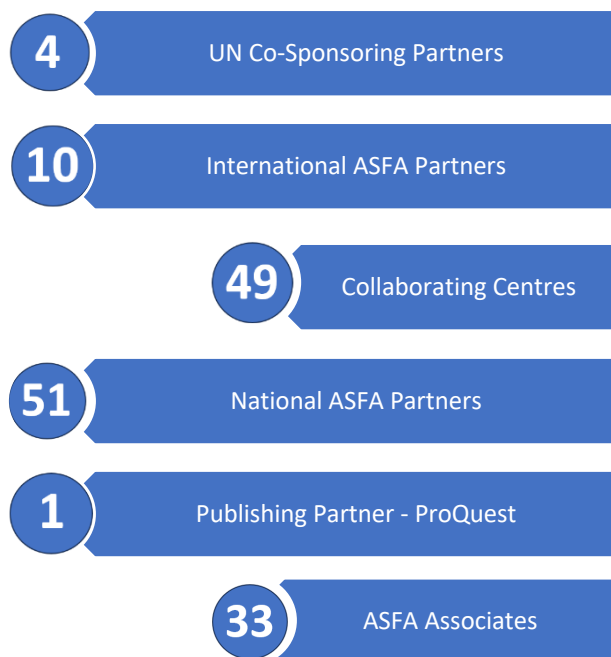 4
UN Co-Sponsoring Partners
10
International ASFA Partners
49
Collaborating Centres
51
National ASFA Partners
1
Publishing Partner - ProQuest
33
ASFA Associates